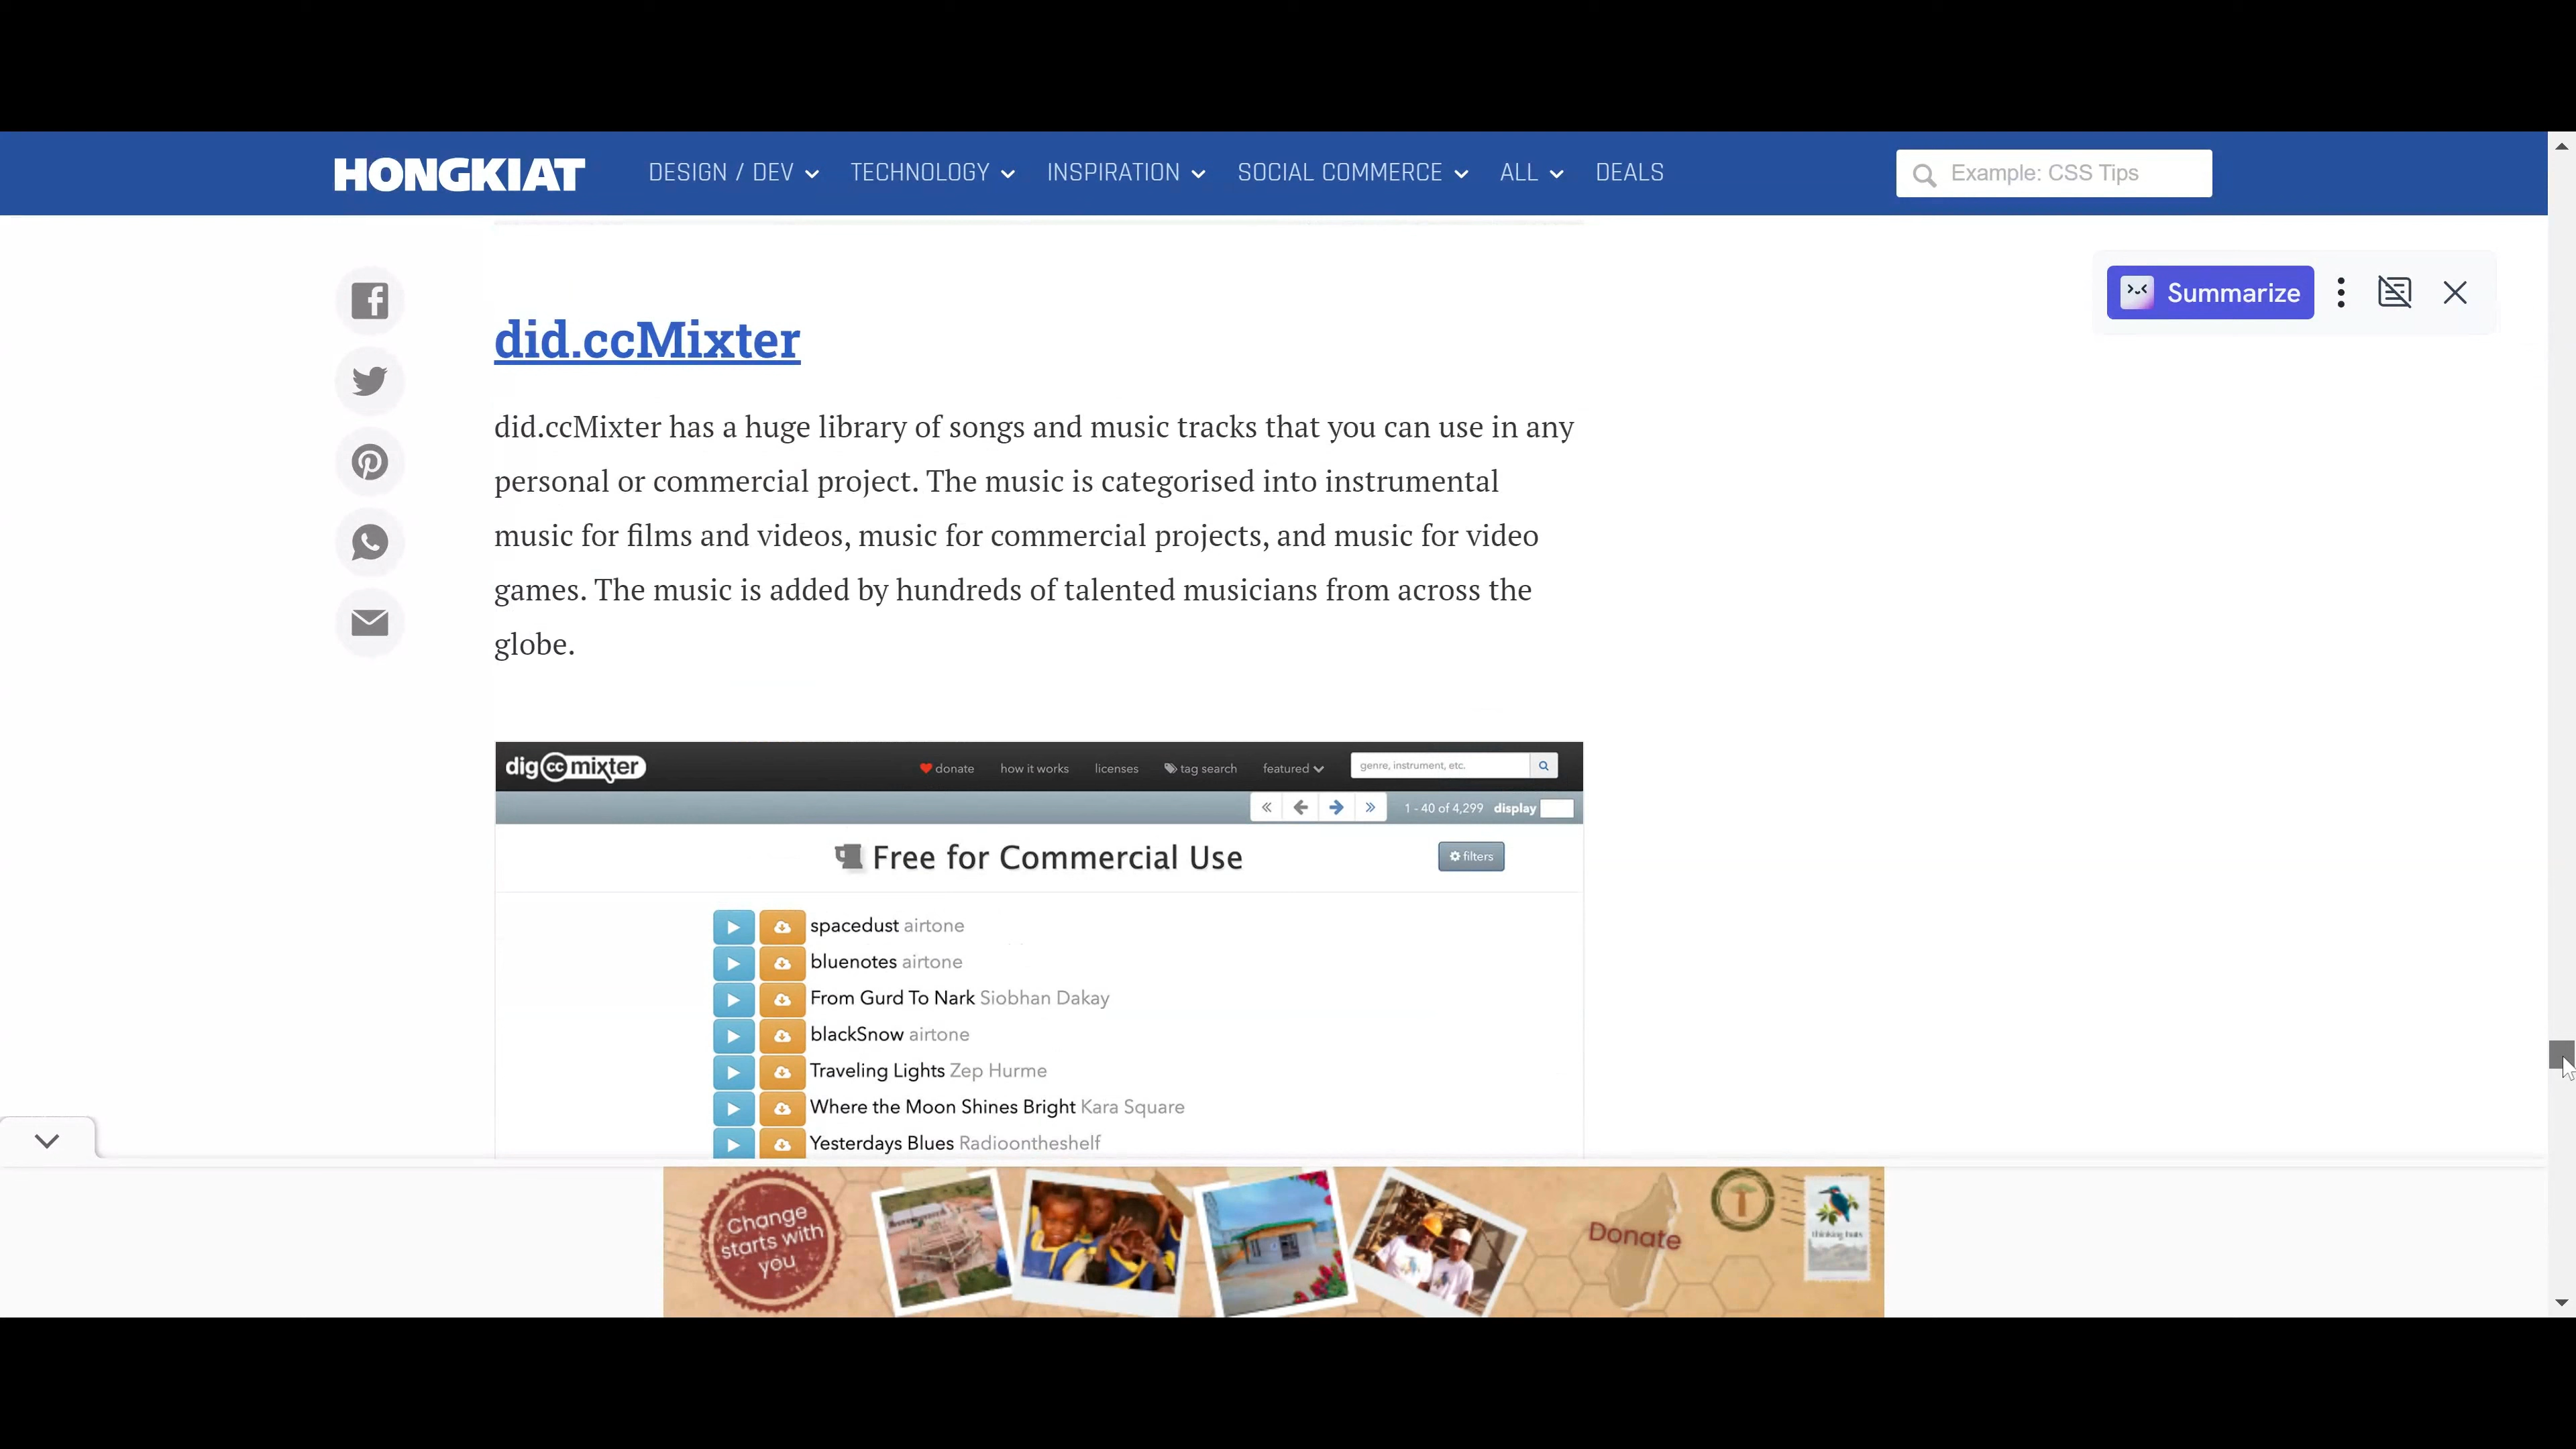 HONGKIAT
DESIGN / DEV
TECHNOLOGY
INSPIRATION
SOCIAL COMMERCE
ALL
DEALS
Example: CSS Tips
Summarize
did.ccMixter
did.ccMixter has a huge library of songs and music tracks that you can use in any
personal or commercial project. The music is categorised into instrumental
music for films and videos, music for commercial projects, and music for video
games. The music is added by hundreds of talented musicians from across the
globe.
dig cc mixter
donate
how it works
licenses
tag search
featured
genre, instrument, etc.
1 - 40 of 4,299 display
Free for Commercial Use
filters
spacedust airtone
bluenotes airtone
From Gurd To Nark Siobhan Dakay
blackSnow airtone
Traveling Lights Zep Hurme
Where the Moon Shines Bright Kara Square
Yesterdays Blues Radioontheshelf
Change
starts with
you
Donate
thinking huts